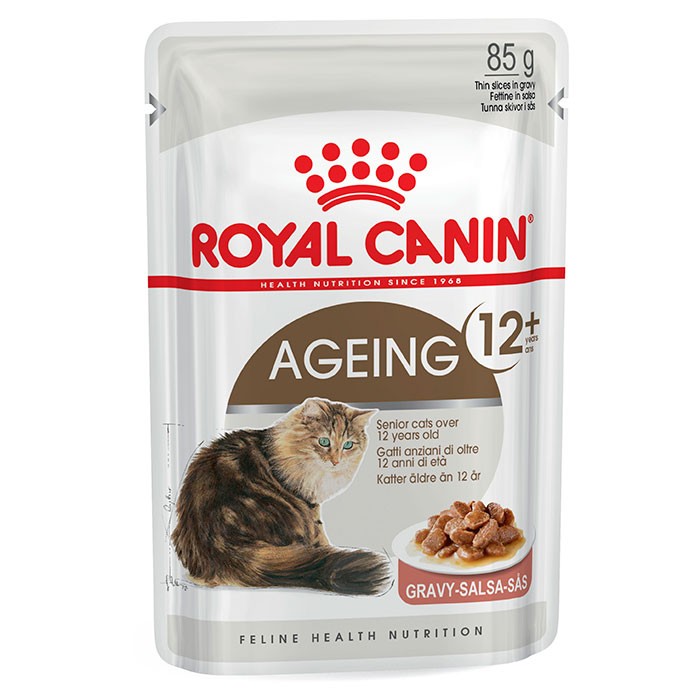 85 g
Thin slices in gravy
Fettine in salsa
Tunna skivor i sås
ROYAL CANIN®
HEALTH NUTRITION SINCE 1968
AGEING 12+
years
ans
Senior cats over
12 years old
Gatti anziani di oltre
12 anni di età
Katter äldre än 12 år
GRAVY-SALSA-SÅS
FELINE HEALTH NUTRITION